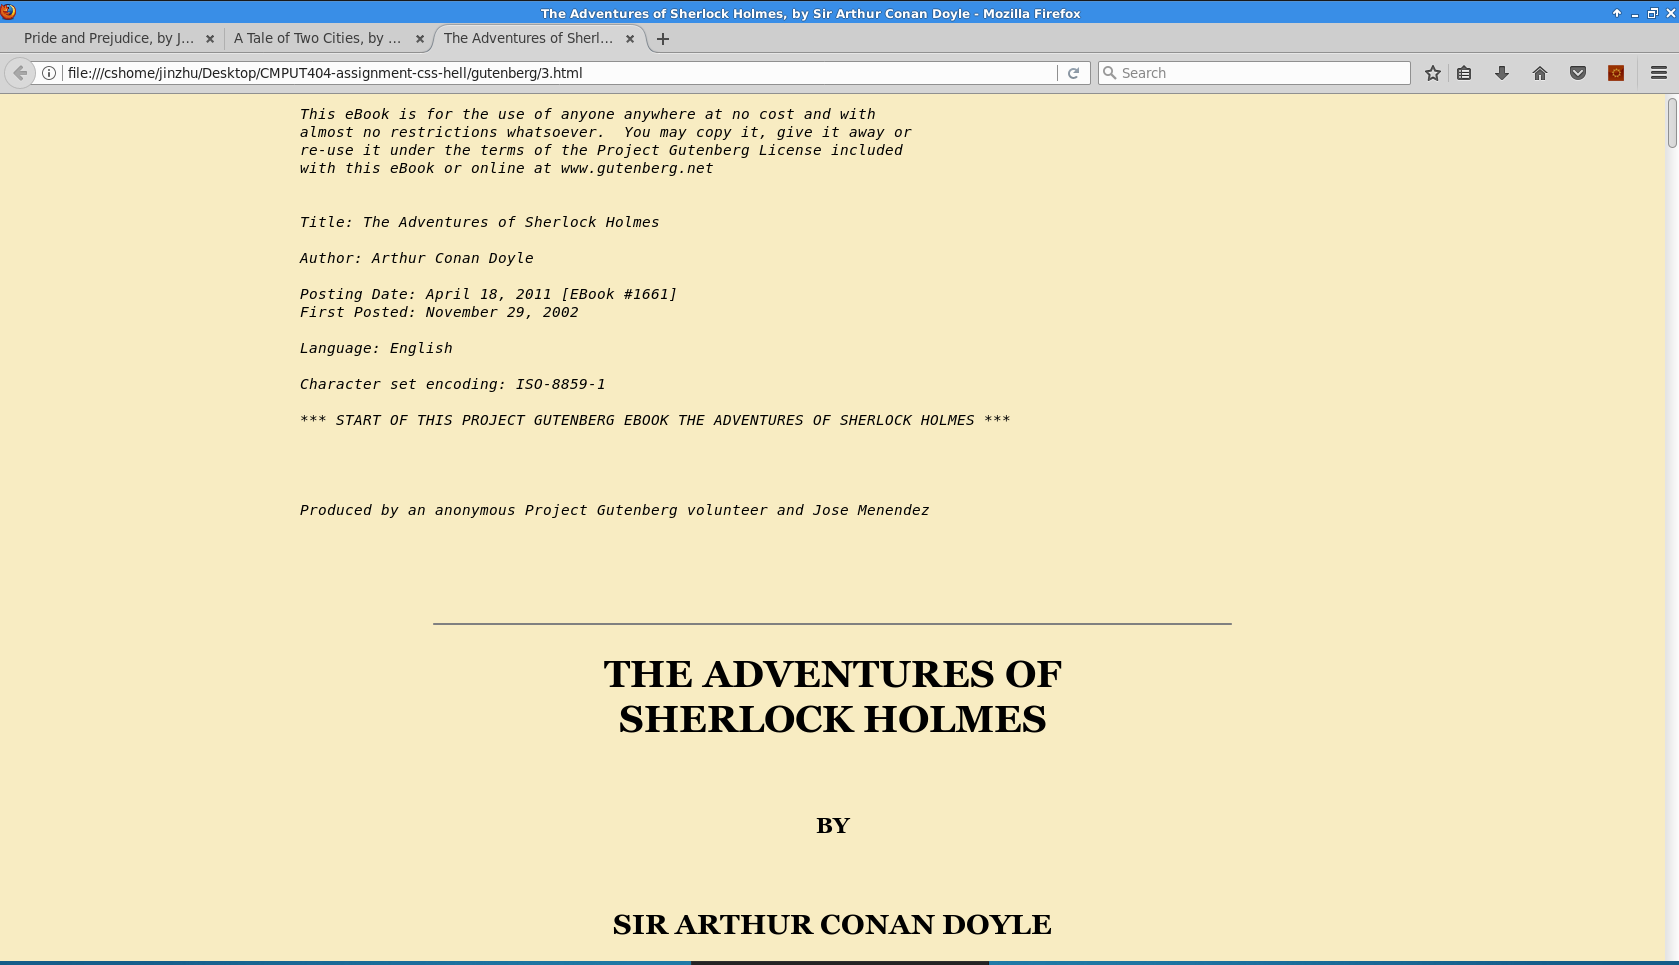 The Adventures of Sherlock Holmes, by Sir Arthur Conan Doyle - Mozilla Firefox
Pride and Prejudice, by J... A Tale of Two Cities, by ... The Adventures of Sherl...
file:///cshome/jinzhu/Desktop/CMPUT404-assignment-css-hell/gutenberg/3.html Search
This eBook is for the use of anyone anywhere at no cost and with
almost no restrictions whatsoever.  You may copy it, give it away or
re-use it under the terms of the Project Gutenberg License included
with this eBook or online at www.gutenberg.net
Title: The Adventures of Sherlock Holmes
Author: Arthur Conan Doyle
Posting Date: April 18, 2011 [EBook #1661]
First Posted: November 29, 2002
Language: English
Character set encoding: ISO-8859-1
*** START OF THIS PROJECT GUTENBERG EBOOK THE ADVENTURES OF SHERLOCK HOLMES ***
Produced by an anonymous Project Gutenberg volunteer and Jose Menendez
THE ADVENTURES OF
SHERLOCK HOLMES
BY
SIR ARTHUR CONAN DOYLE